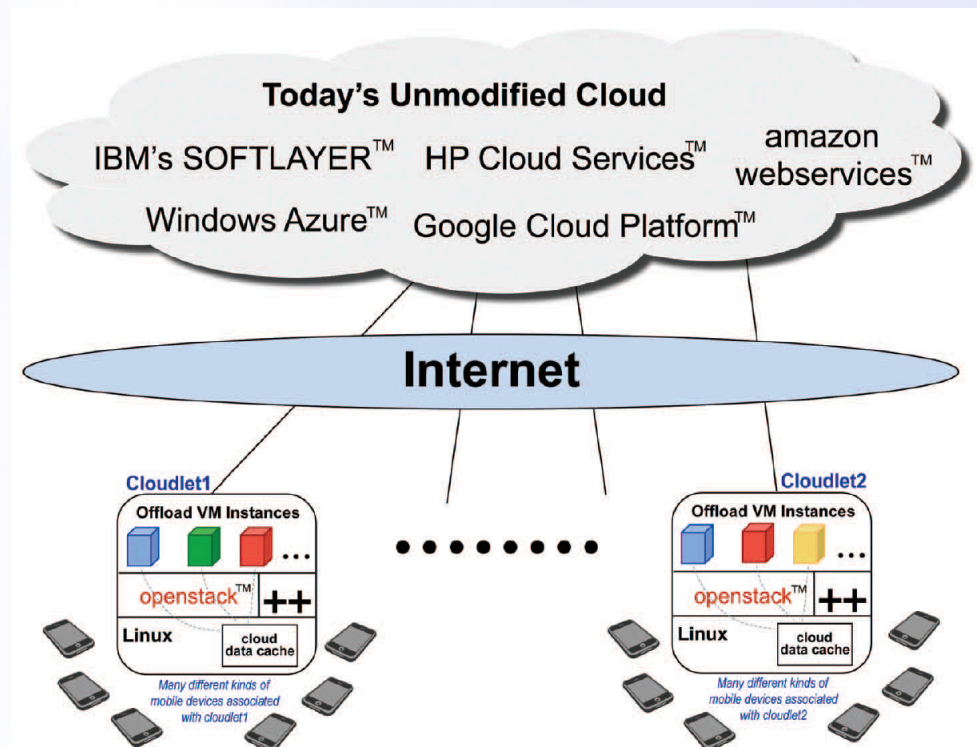 Today's Unmodified Cloud
IBM's SOFTLAYER™
HP Cloud Services™
amazon
webservices™
Windows Azure™
Google Cloud Platform™
Internet
Cloudlet1
Offload VM Instances
...
openstack™
++
Linux
cloud
data cache
Many different kinds of
mobile devices associated
with cloudlet1
Cloudlet2
Offload VM Instances
...
openstack™
++
Linux
cloud
data cache
Many different kinds of
mobile devices associated
with cloudlet2